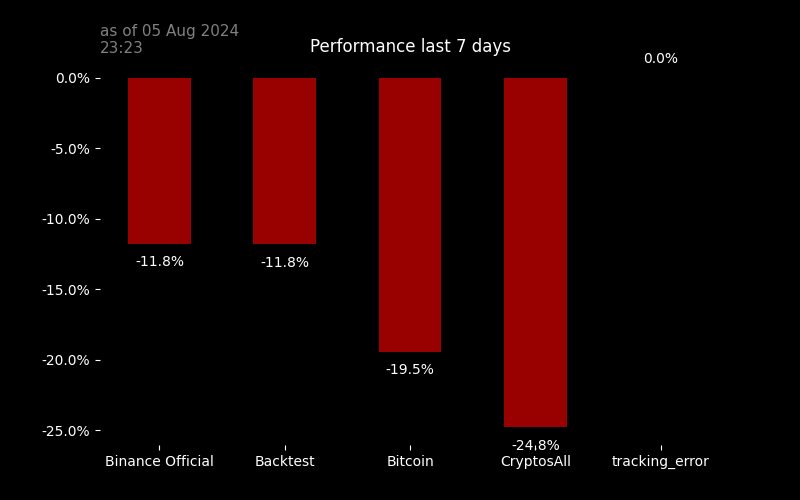 as of 05 Aug 2024
23:23
Performance last 7 days
0.0%
0.0%
-5.0%
-10.0%
-15.0%
-20.0%
-25.0%
-11.8%
-11.8%
-19.5%
-24.8%
Binance Official
Backtest
Bitcoin
CryptosAll
tracking_error